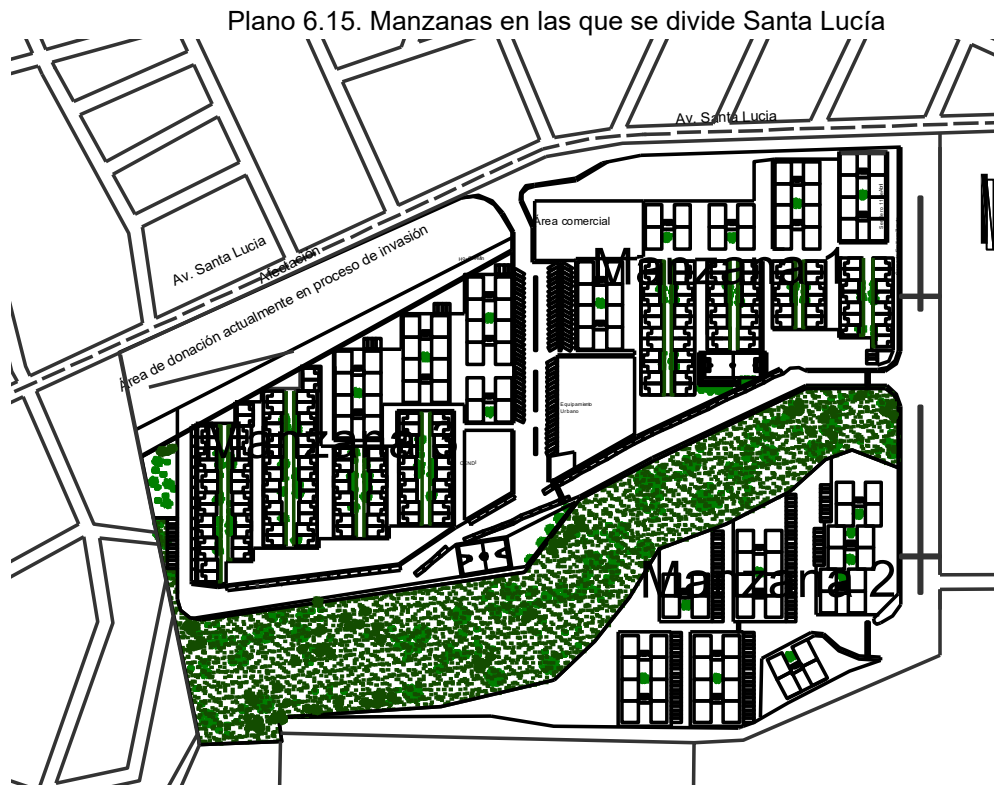 Plano 6.15. Manzanas en las que se divide Santa Lucía
Av. Santa Lucia
Área comercial
Av. Santa Lucia
Afectación
Área de donación actualmente en proceso de invasión
Manzana 1
Equipamiento
Urbano
Manzana
CENDI
Manzana 2